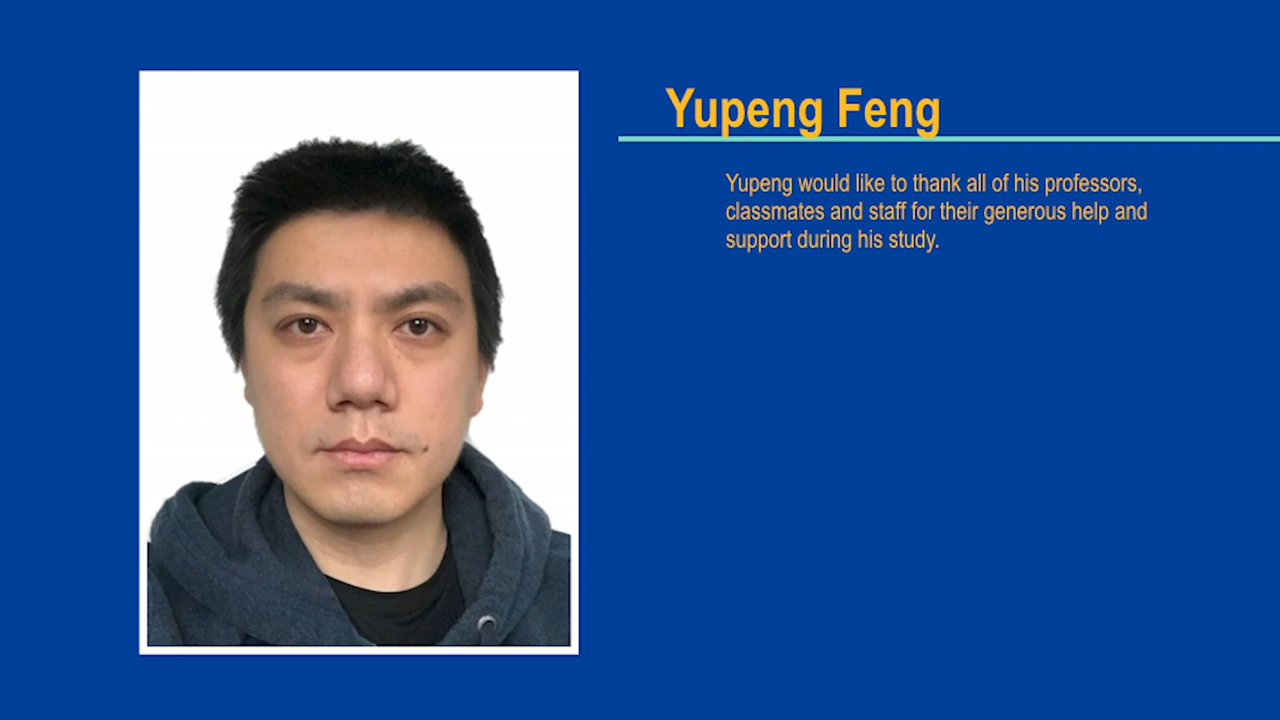 Yupeng Feng
Yupeng would like to thank all of his professors,
classmates and staff for their generous help and
support during his study.